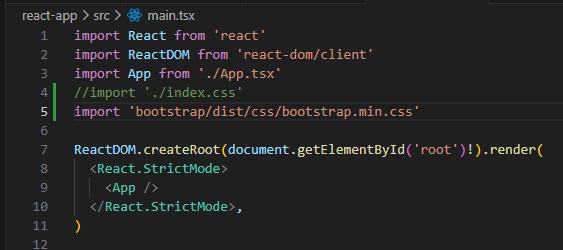 react-app > src > main.tsx
1 import React from 'react'
2 import ReactDOM from 'react-dom/client'
3 import App from './App.tsx'
4 //import './index.css'
5 import 'bootstrap/dist/css/bootstrap.min.css'
6
7 ReactDOM.createRoot(document.getElementById('root')!).render(
8   <React.StrictMode>
9     <App />
10   </React.StrictMode>,
11 )
12